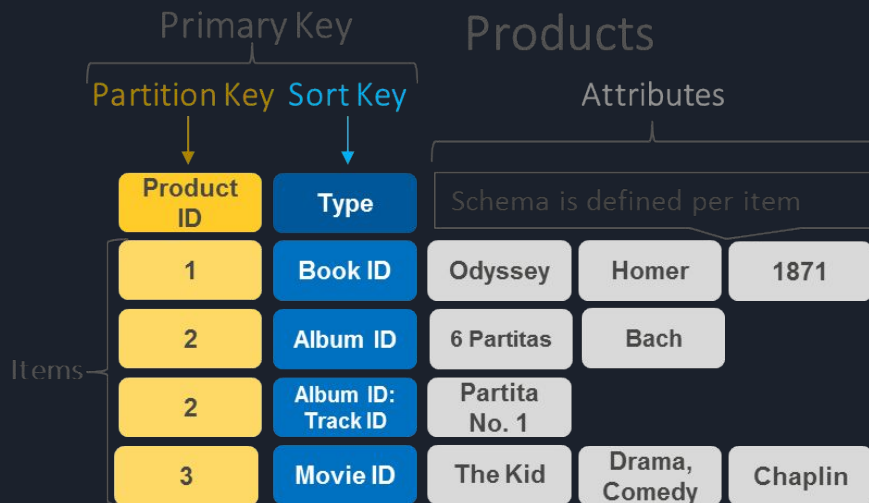 Primary Key
Products
Partition Key
Sort Key
Attributes
Product
ID
Type
Schema is defined per item
Items
1
Book ID
Odyssey
Homer
1871
2
Album ID
6 Partitas
Bach
2
Album ID:
Track ID
Partita
No. 1
3
Movie ID
The Kid
Drama,
Comedy
Chaplin